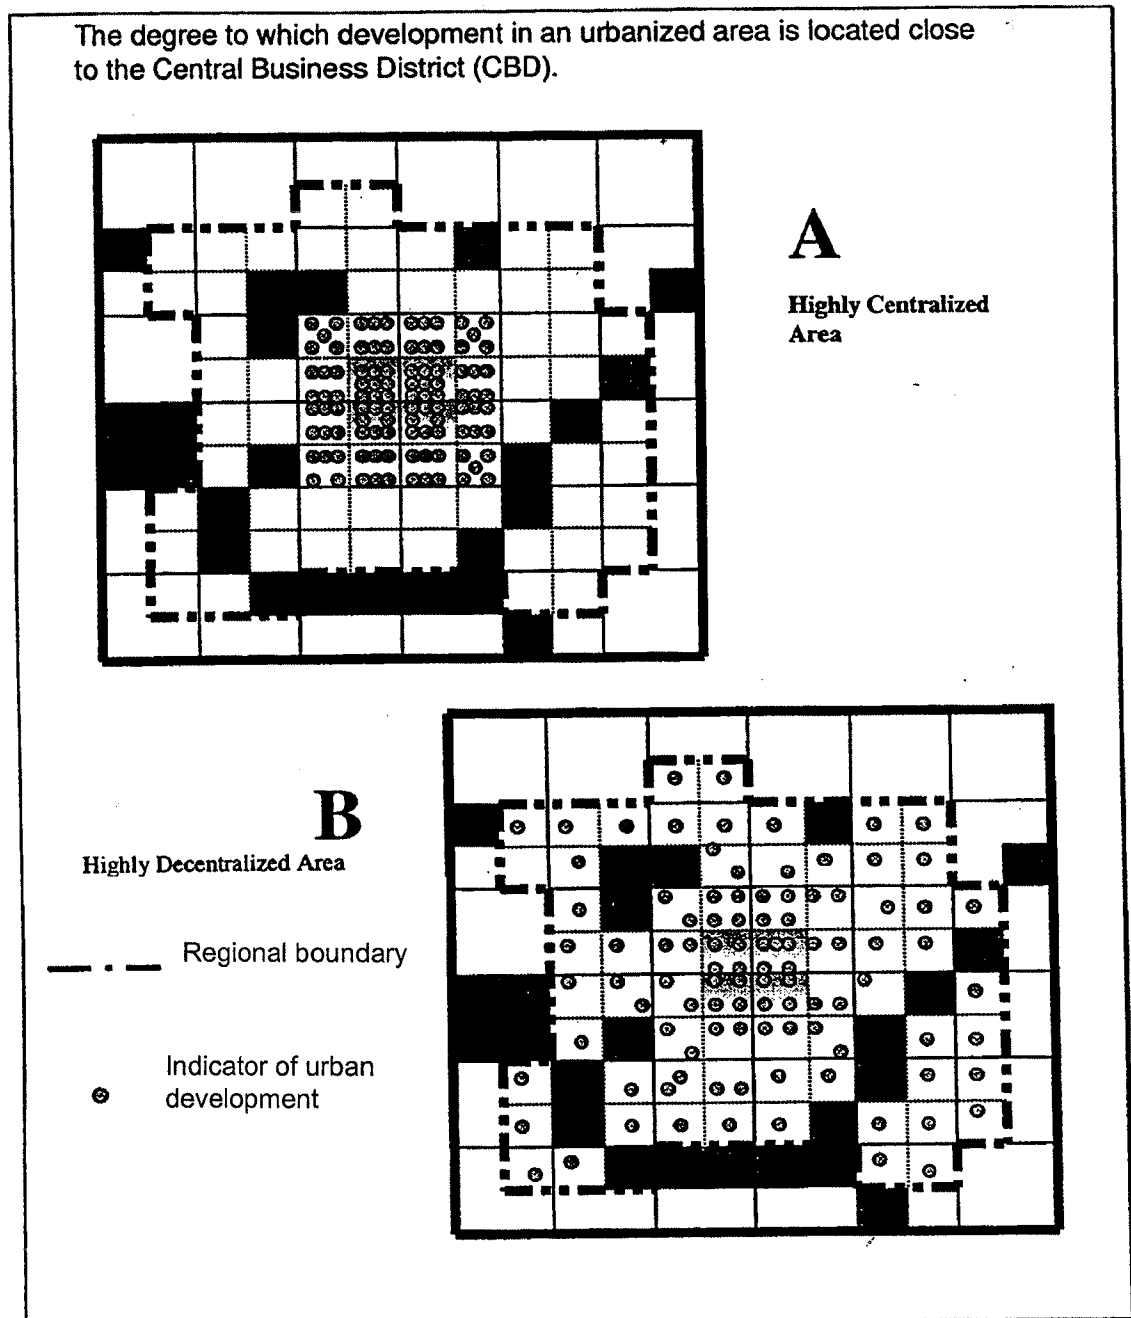 The degree to which development in an urbanized area is located close
to the Central Business District (CBD).
A
Highly Centralized
Area
B
Highly Decentralized Area
Regional boundary
Indicator of urban
development